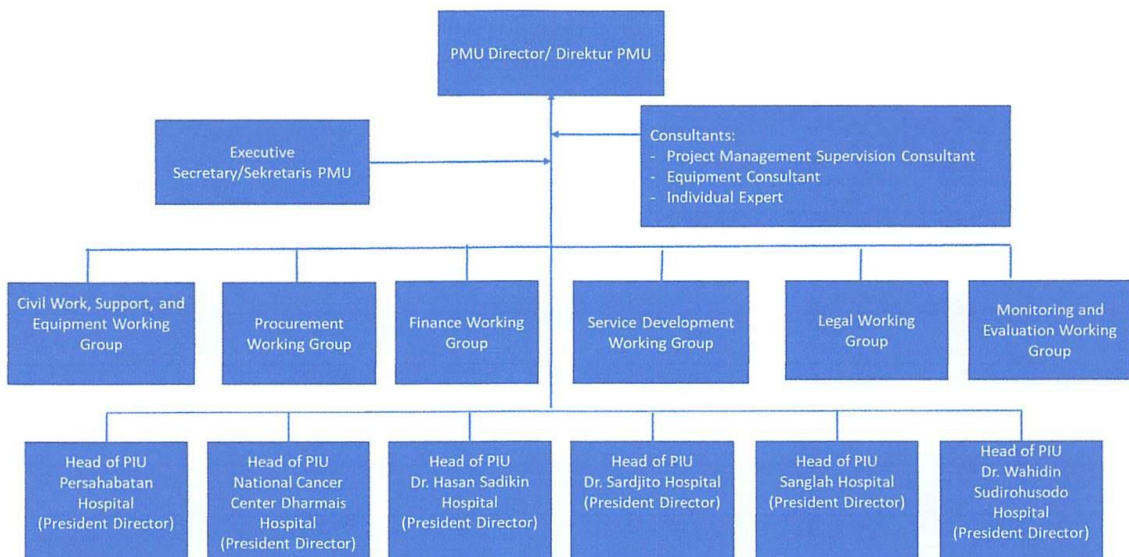 PMU Director/ Direktur PMU
Executive
Secretary/Sekretaris PMU
Consultants:
- Project Management Supervision Consultant
- Equipment Consultant
- Individual Expert
Civil Work, Support, and
Equipment Working
Group
Procurement
Working Group
Finance Working
Group
Service Development
Working Group
Legal Working
Group
Monitoring and
Evaluation Working
Group
Head of PIU
Persahabatan
Hospital
(President Director)
Head of PIU
National Cancer
Center Dharmais
Hospital
(President Director)
Head of PIU
Dr. Hasan Sadikin
Hospital
(President Director)
Head of PIU
Dr. Sardjito Hospital
(President Director)
Head of PIU
Sanglah Hospital
(President Director)
Head of PIU
Dr. Wahidin
Sudirohusodo
Hospital
(President Director)